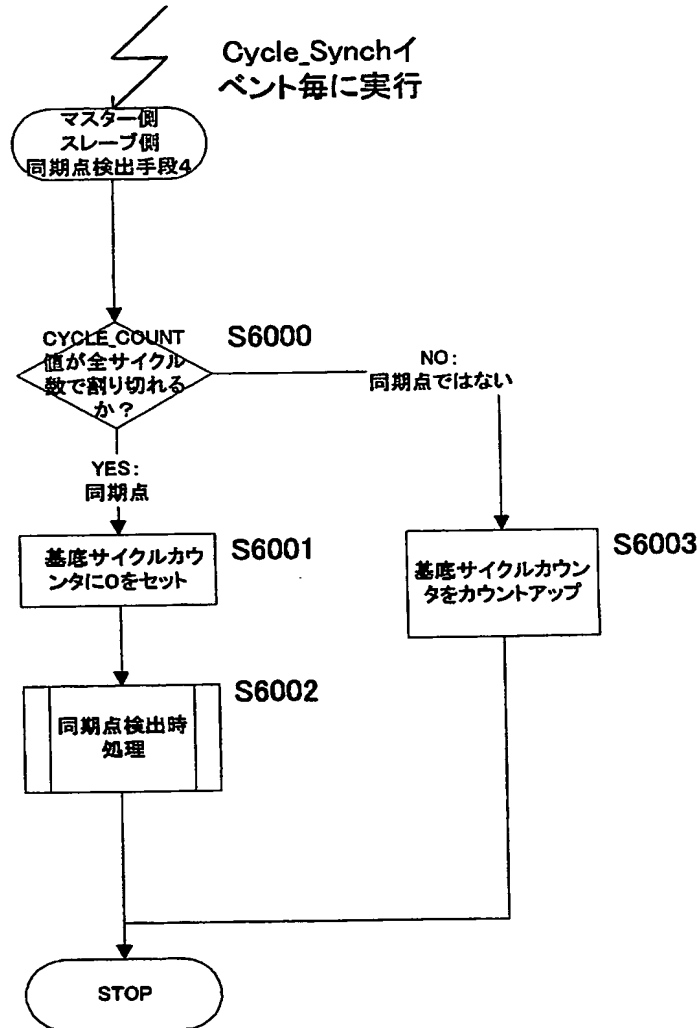 Cycle_Synchイ
ベント毎に実行
マスター側
スレーブ側
同期点検出手段4
CYCLE_COUNT
値が全サイクル
数で割り切れる
か？
S6000
NO:
同期点ではない
YES:
同期点
基底サイクルカウ
ンタに0をセット
S6001
基底サイクルカウン
タをカウントアップ
S6003
同期点検出時
処理
S6002
STOP